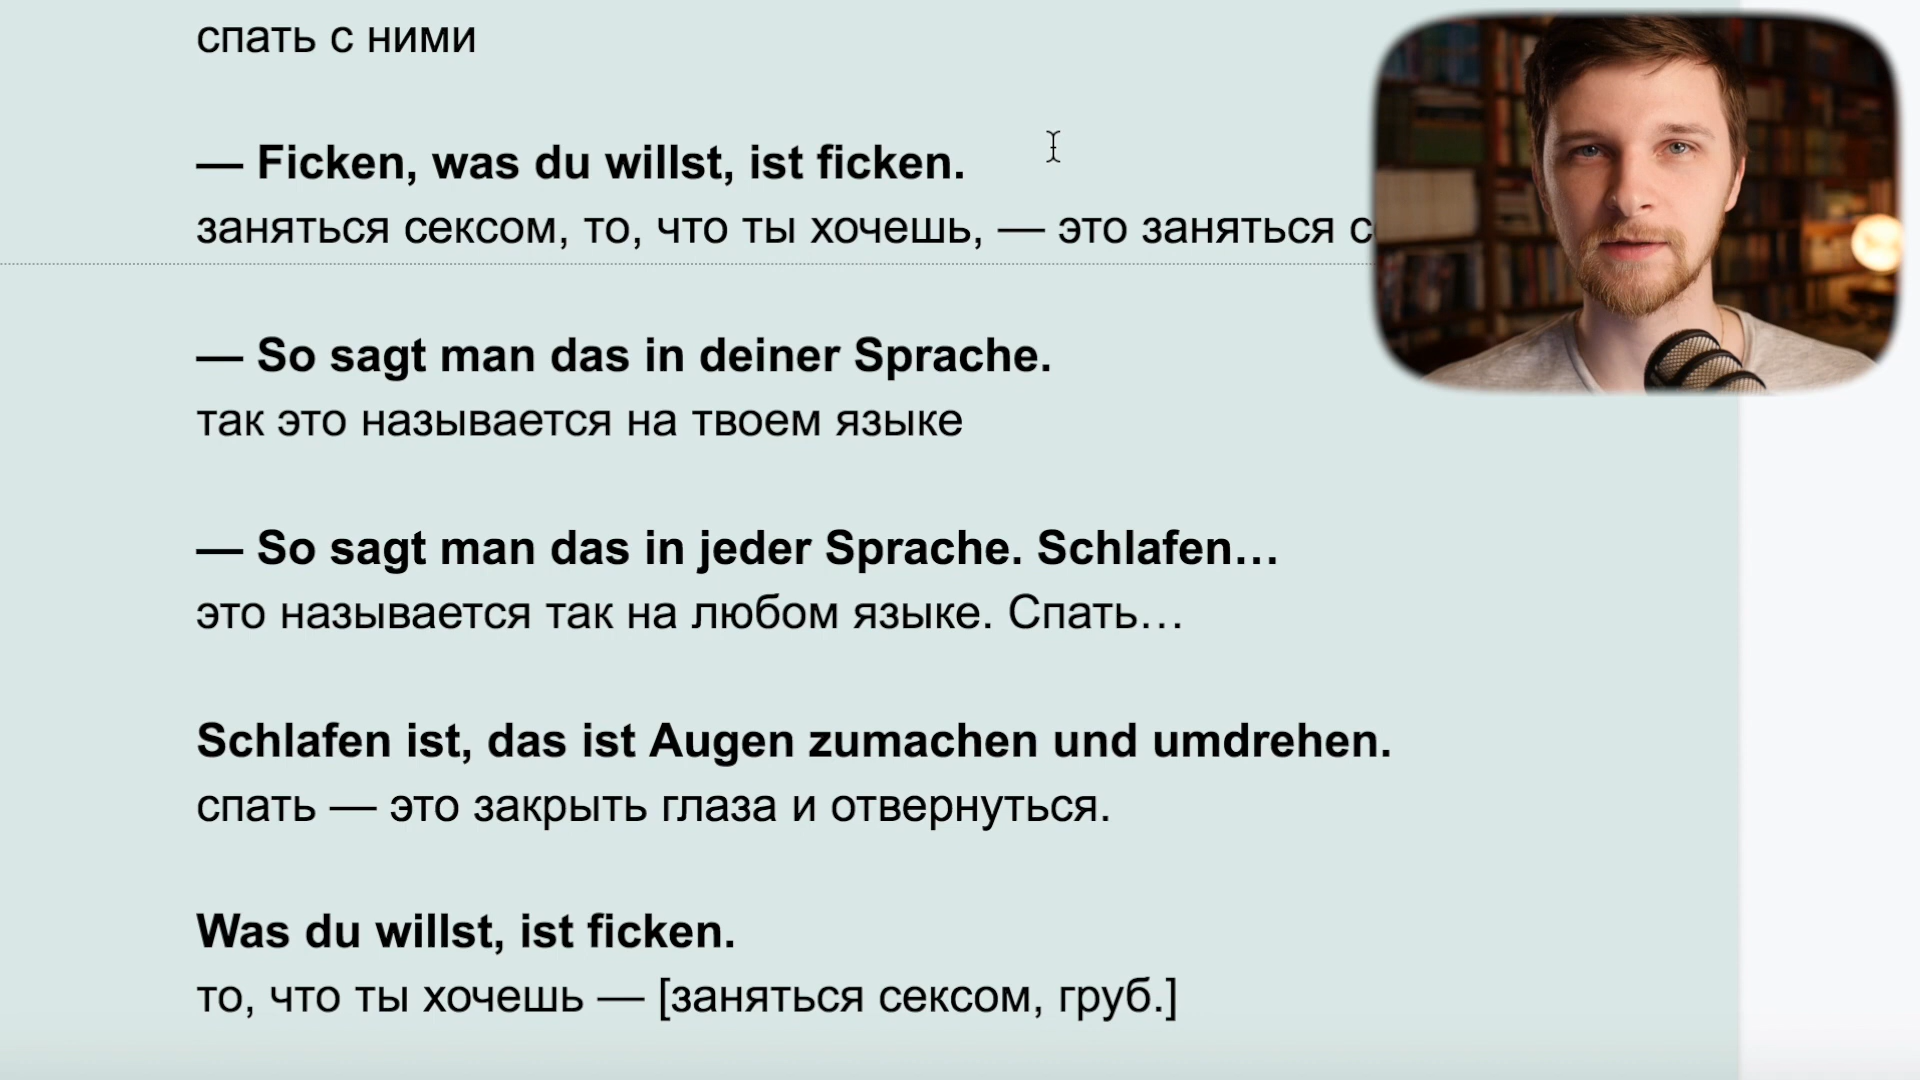 спать с ними
— Ficken, was du willst, ist ficken.
заняться сексом, то, что ты хочешь, — это заняться
— So sagt man das in deiner Sprache.
так это называется на твоем языке
— So sagt man das in jeder Sprache. Schlafen…
это называется так на любом языке. Спать…
Schlafen ist, das ist Augen zumachen und umdrehen.
спать — это закрыть глаза и отвернуться.
Was du willst, ist ficken.
то, что ты хочешь — [заняться сексом, груб.]